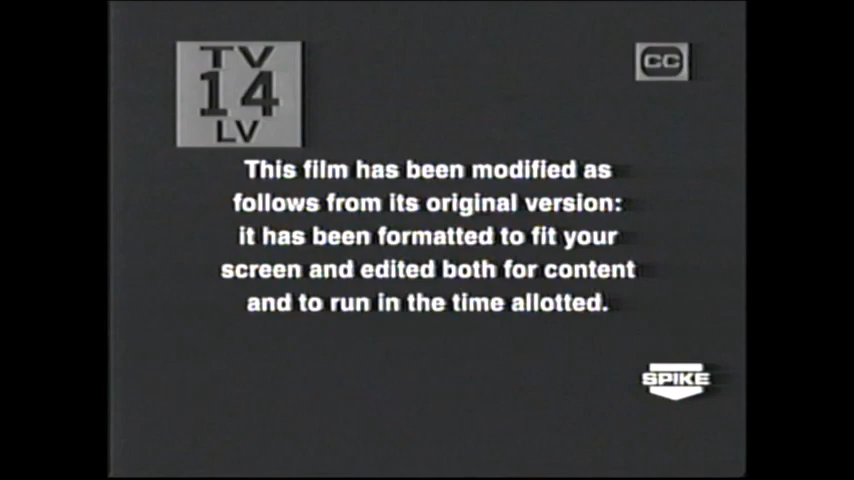 TV
14
LV
CC
This film has been modified as
follows from its original version:
it has been formatted to fit your
screen and edited both for content
and to run in the time allotted.
SPIKE